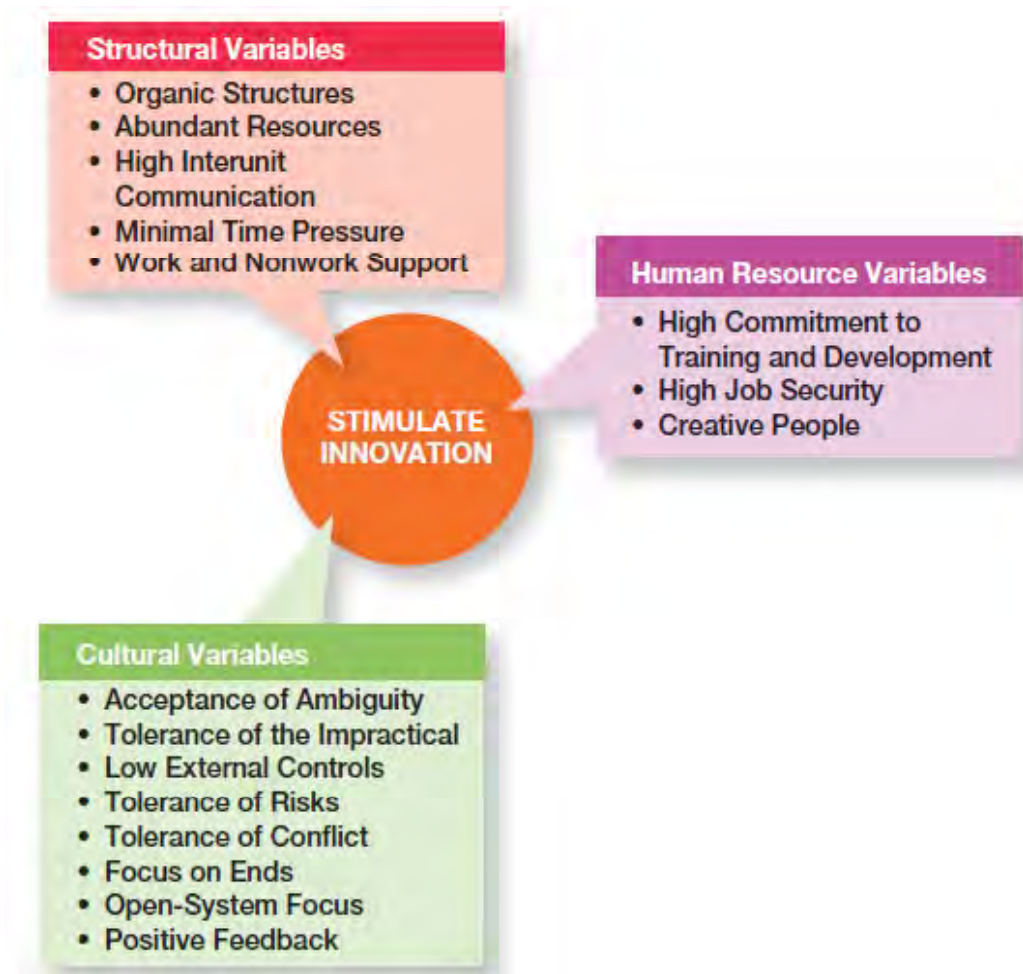 Structural Variables
• Organic Structures
• Abundant Resources
• High Interunit
Communication
• Minimal Time Pressure
• Work and Nonwork Support
Human Resource Variables
• High Commitment to
Training and Development
• High Job Security
• Creative People
STIMULATE
INNOVATION
Cultural Variables
• Acceptance of Ambiguity
• Tolerance of the Impractical
• Low External Controls
• Tolerance of Risks
• Tolerance of Conflict
• Focus on Ends
• Open-System Focus
• Positive Feedback